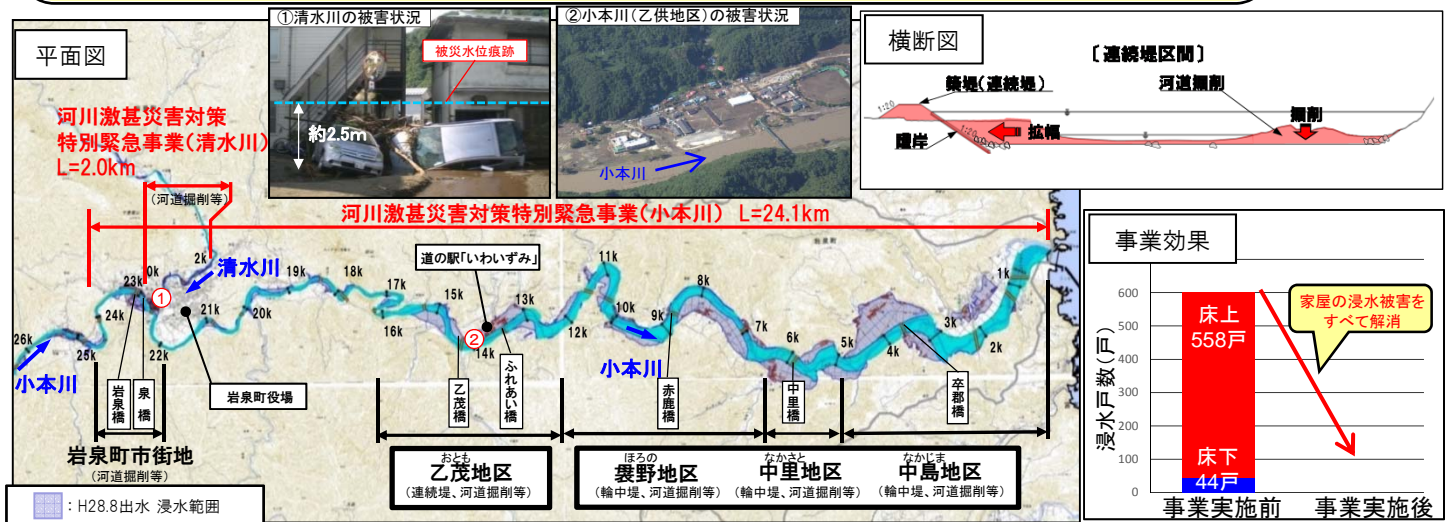 平面図
①清水川の被害状況
被災水位痕跡
約2.5m
②小本川(乙供地区)の被害状況
小本川
横断図
[連続堤区間]
築堤(連続堤)
河道掘削
1:20
1:20
拡幅
掘削
護岸
河川激甚災害対策
特別緊急事業(清水川)
L=2.0km
(河道掘削等)
河川激甚災害対策特別緊急事業(小本川) L=24.1km
道の駅「いわいずみ」
清水川
小本川
小本川
①
②
0k
2k
26k
25k
24k
23k
22k
21k
20k
19k
18k
17k
16k
15k
14k
13k
12k
11k
10k
9k
8k
7k
6k
5k
4k
3k
2k
1k
岩泉橋
泉橋
岩泉町役場
乙茂橋
ふれあい橋
赤鹿橋
中里橋
卒郡橋
岩泉町市街地
(河道掘削等)
おとも
乙茂地区
(連続堤、河道掘削等)
ほろの
袰野地区
(輪中堤、河道掘削等)
なかさと
中里地区
(輪中堤、河道掘削等)
なかじま
中島地区
(輪中堤、河道掘削等)
:H28.8出水 浸水範囲
事業効果
浸水戸数(戸)
600
500
400
300
200
100
0
床上
558戸
床下
44戸
家屋の浸水被害を
すべて解消
事業実施前
事業実施後